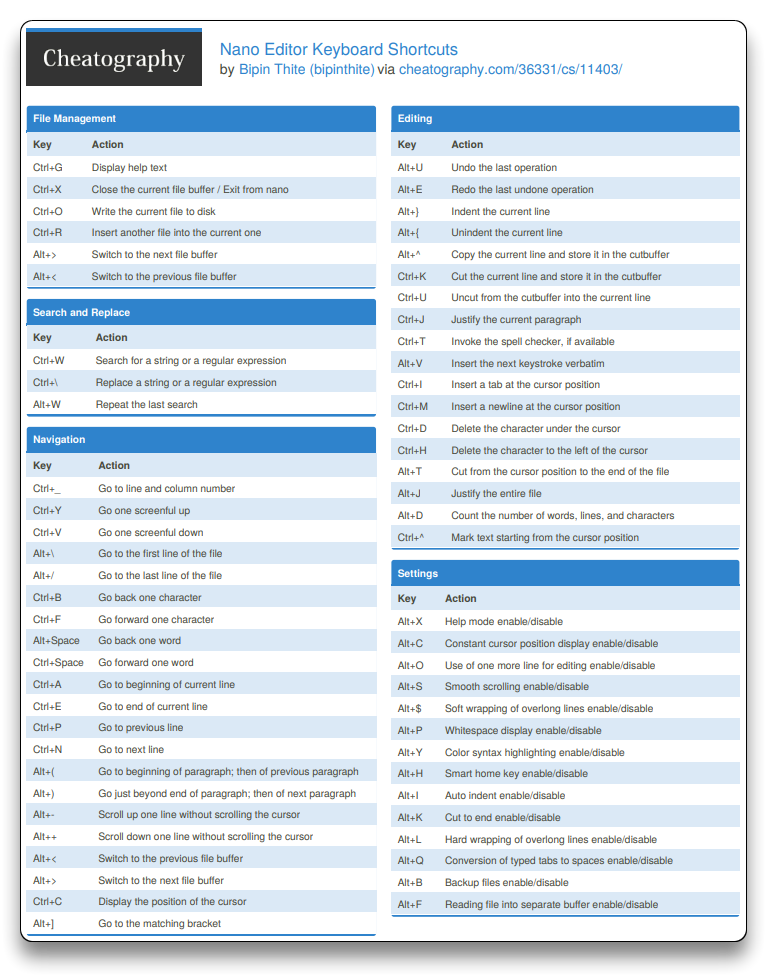 Cheatography
Nano Editor Keyboard Shortcuts
by Bipin Thite (bipinthite) via cheatography.com/36331/cs/11403/
File Management
Key Action
Ctrl+G Display help text
Ctrl+X Close the current file buffer / Exit from nano
Ctrl+O Write the current file to disk
Ctrl+R Insert another file into the current one
Alt+> Switch to the next file buffer
Alt+< Switch to the previous file buffer
Search and Replace
Key Action
Ctrl+W Search for a string or a regular expression
Ctrl+\ Replace a string or a regular expression
Alt+W Repeat the last search
Navigation
Key Action
Ctrl+_ Go to line and column number
Ctrl+Y Go one screenful up
Ctrl+V Go one screenful down
Alt+\ Go to the first line of the file
Alt+/ Go to the last line of the file
Ctrl+B Go back one character
Ctrl+F Go forward one character
Alt+Space Go back one word
Ctrl+Space Go forward one word
Ctrl+A Go to beginning of current line
Ctrl+E Go to end of current line
Ctrl+P Go to previous line
Ctrl+N Go to next line
Alt+( Go to beginning of paragraph; then of previous paragraph
Alt+) Go just beyond end of paragraph; then of next paragraph
Alt+- Scroll up one line without scrolling the cursor
Alt++ Scroll down one line without scrolling the cursor
Alt+< Switch to the previous file buffer
Alt+> Switch to the next file buffer
Ctrl+C Display the position of the cursor
Alt+] Go to the matching bracket
Editing
Key Action
Alt+U Undo the last operation
Alt+E Redo the last undone operation
Alt+} Indent the current line
Alt+{ Unindent the current line
Alt+^ Copy the current line and store it in the cutbuffer
Ctrl+K Cut the current line and store it in the cutbuffer
Ctrl+U Uncut from the cutbuffer into the current line
Ctrl+J Justify the current paragraph
Ctrl+T Invoke the spell checker, if available
Alt+V Insert the next keystroke verbatim
Ctrl+I Insert a tab at the cursor position
Ctrl+M Insert a newline at the cursor position
Ctrl+D Delete the character under the cursor
Ctrl+H Delete the character to the left of the cursor
Alt+T Cut from the cursor position to the end of the file
Alt+J Justify the entire file
Alt+D Count the number of words, lines, and characters
Ctrl+^ Mark text starting from the cursor position
Settings
Key Action
Alt+X Help mode enable/disable
Alt+C Constant cursor position display enable/disable
Alt+O Use of one more line for editing enable/disable
Alt+S Smooth scrolling enable/disable
Alt+$ Soft wrapping of overlong lines enable/disable
Alt+P Whitespace display enable/disable
Alt+Y Color syntax highlighting enable/disable
Alt+H Smart home key enable/disable
Alt+I Auto indent enable/disable
Alt+K Cut to end enable/disable
Alt+L Hard wrapping of overlong lines enable/disable
Alt+Q Conversion of typed tabs to spaces enable/disable
Alt+B Backup files enable/disable
Alt+F Reading file into separate buffer enable/disable